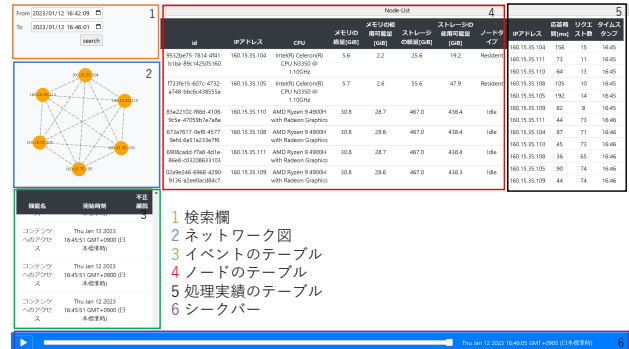 From 2023/01/12 16:42:09
1
To 2023/01/12 16:46:01
search
2
160.15.35.104
160.15.35.111
160.15.35.110
160.15.35.105
160.15.35.109
機能名 開始時刻 不正離脱
3
コンテンツへのアクセス Thu Jan 12 2023 16:45:51 GMT+0900 (日本標準時)
コンテンツへのアクセス Thu Jan 12 2023 16:45:51 GMT+0900 (日本標準時)
コンテンツへのアクセス Thu Jan 12 2023 16:45:51 GMT+0900 (日本標準時)
Node-List
4
id IPアドレス CPU メモリの総量[GiB] メモリの使用可能量[GiB] ストレージの総量[GiB] ストレージの使用可能量[GiB] ノードタイプ
9532be75-7814-4f41-b1ba-89c142505160 160.15.35.104 Intel(R) Celeron(R) CPU N3350 @ 1.10GHz 5.6 2.2 25.6 19.2 Resident
f733fe15-607c-4732-a748-bbc6c438555a 160.15.35.105 Intel(R) Celeron(R) CPU N3350 @ 1.10GHz 5.7 2.6 55.6 47.9 Resident
83e22102-f88d-4106-9c5e-47059b7e7a8e 160.15.35.110 AMD Ryzen 9 4900H with Radeon Graphics 30.8 28.7 467.0 438.4 Idle
673a7617-0ef8-4577-9efd-6a51a233e7f6 160.15.35.108 AMD Ryzen 9 4900H with Radeon Graphics 30.8 28.6 467.0 438.4 Idle
6908cadd-f7a8-4d1e-86e8-c03208633103 160.15.35.111 AMD Ryzen 9 4900H with Radeon Graphics 30.8 28.7 467.0 438.4 Idle
02a9e246-6968-4290-9136-a2ee0acd84c7 160.15.35.109 AMD Ryzen 9 4900H with Radeon Graphics 30.8 28.6 467.0 438.3 Idle
5
IPアドレス 応答時間[ms] リクエスト数 タイムスタンプ
160.15.35.104 156 15 16:45
160.15.35.111 73 11 16:45
160.15.35.110 64 13 16:45
160.15.35.108 105 10 16:45
160.15.35.105 192 14 16:45
160.15.35.109 82 8 16:45
160.15.35.111 44 73 16:46
160.15.35.104 87 71 16:46
160.15.35.110 45 73 16:46
160.15.35.108 36 65 16:46
160.15.35.105 90 74 16:46
160.15.35.109 44 74 16:46
1 検索欄
2 ネットワーク図
3 イベントのテーブル
4 ノードのテーブル
5 処理実績のテーブル
6 シークバー
Thu Jan 12 2023 16:46:05 GMT+0900 (日本標準時)
6